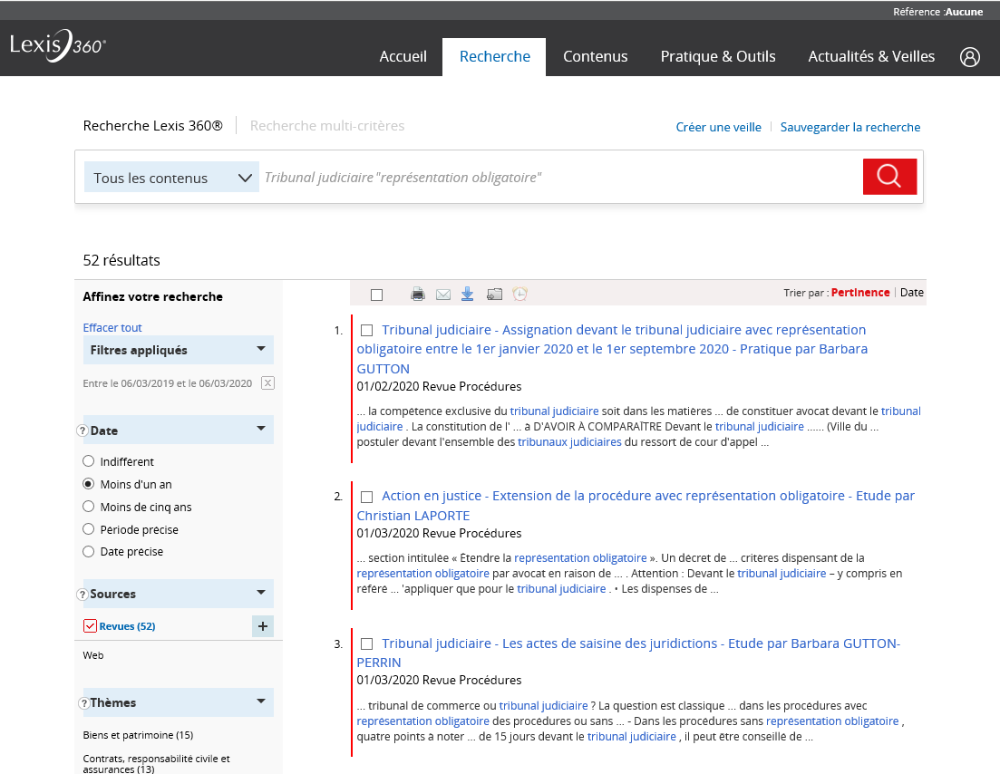 Référence :Aucune
Lexis 360®
Accueil
Recherche
Contenus
Pratique & Outils
Actualités & Veilles
Recherche Lexis 360®
Recherche multi-critères
Créer une veille
Sauvegarder la recherche
Tous les contenus
Tribunal judiciaire "représentation obligatoire"
52 résultats
Affinez votre recherche
Effacer tout
Filtres appliqués
Entre le 06/03/2019 et le 06/03/2020
? Date
Indifférent
Moins d'un an
Moins de cinq ans
Période précise
Date précise
? Sources
Revues (52)
+
Web
? Thèmes
Biens et patrimoine (15)
Contrats, responsabilité civile et
assurances (13)
Trier par : Pertinence | Date
1. Tribunal judiciaire - Assignation devant le tribunal judiciaire avec représentation
obligatoire entre le 1er janvier 2020 et le 1er septembre 2020 - Pratique par Barbara
GUTTON
01/02/2020 Revue Procédures
... la compétence exclusive du tribunal judiciaire soit dans les matières ... de constituer avocat devant le tribunal
judiciaire . La constitution de l' ... à D'AVOIR À COMPARAÎTRE Devant le tribunal judiciaire ...... (Ville du ...
postuler devant l'ensemble des tribunaux judiciaires du ressort de cour d'appel ...
2. Action en justice - Extension de la procédure avec représentation obligatoire - Etude par
Christian LAPORTE
01/03/2020 Revue Procédures
... section intitulée « Étendre la représentation obligatoire ». Un décret de ... critères dispensant de la
représentation obligatoire par avocat en raison de ... . Attention : Devant le tribunal judiciaire – y compris en
référé ... 'appliquer que pour le tribunal judiciaire . • Les dispenses de ...
3. Tribunal judiciaire - Les actes de saisine des juridictions - Etude par Barbara GUTTON-
PERRIN
01/03/2020 Revue Procédures
... tribunal de commerce ou tribunal judiciaire ? La question est classique ... dans les procédures avec
représentation obligatoire des procédures ou sans ... - Dans les procédures sans représentation obligatoire ,
quatre points à noter ... de 15 jours devant le tribunal judiciaire , il peut être conseillé de ...